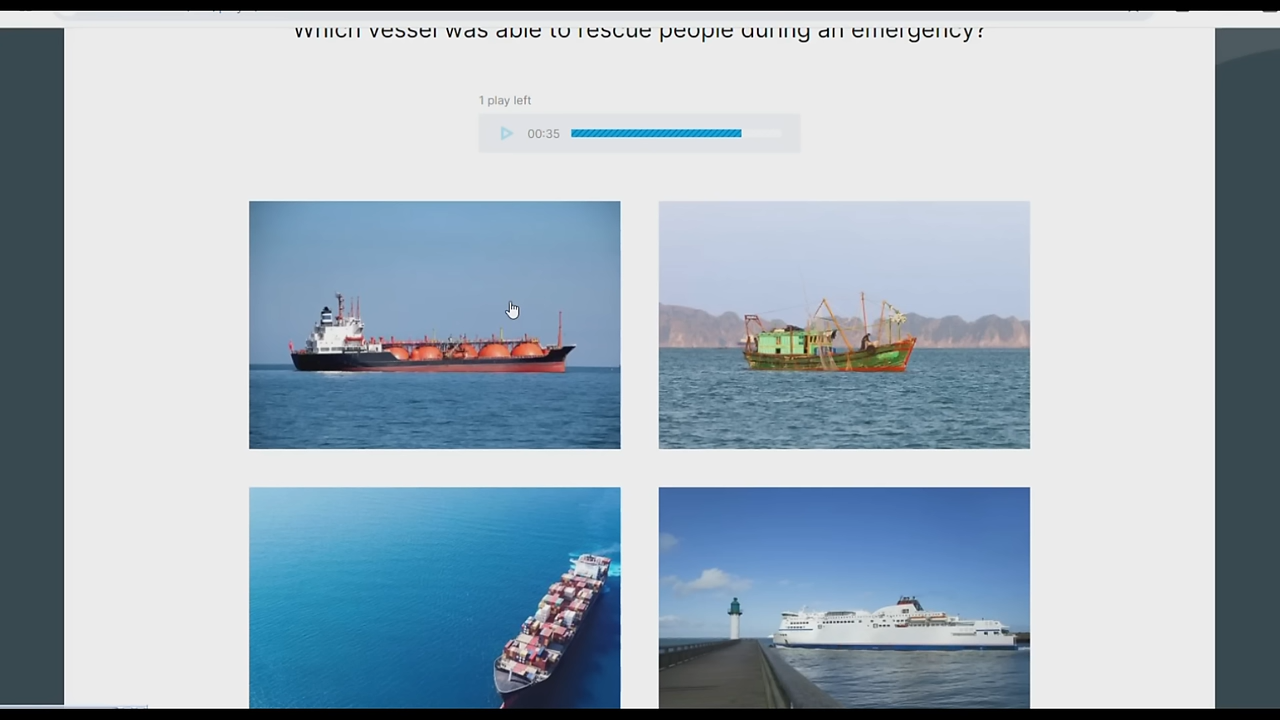 Which vessel was able to rescue people during an emergency?
1 play left
00:35